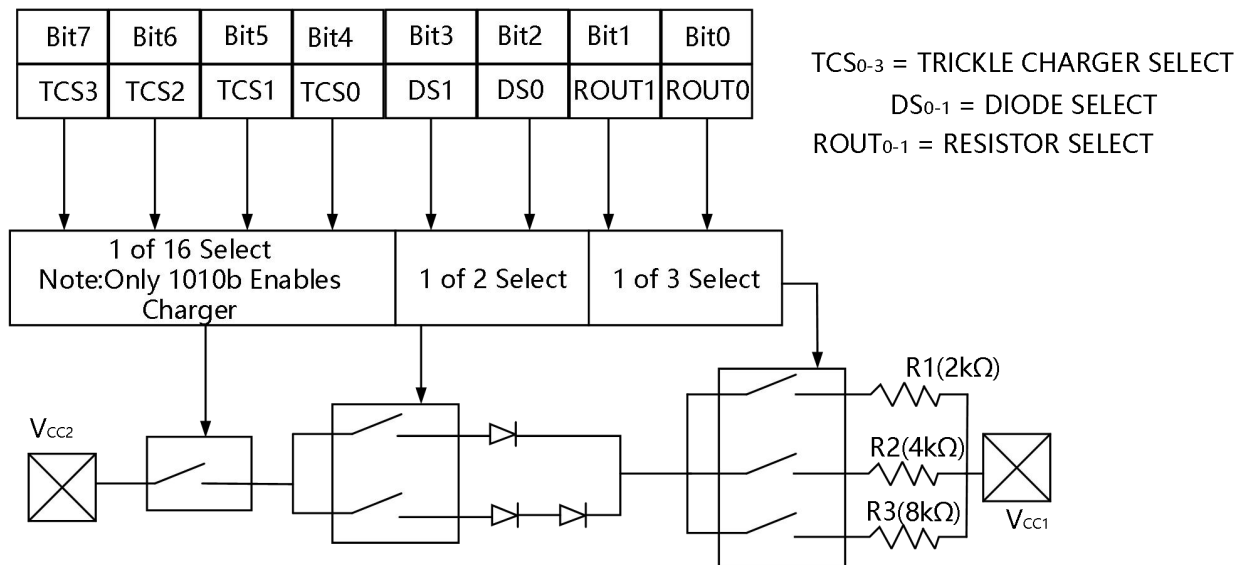 Bit7 Bit6 Bit5 Bit4 Bit3 Bit2 Bit1 Bit0
TCS3 TCS2 TCS1 TCS0 DS1 DS0 ROUT1 ROUT0
TCS0-3 = TRICKLE CHARGER SELECT
DS0-1 = DIODE SELECT
ROUT0-1 = RESISTOR SELECT
1 of 16 Select
Note:Only 1010b Enables
Charger
1 of 2 Select
1 of 3 Select
R1(2kΩ)
VCC2
R2(4kΩ)
R3(8kΩ)
VCC1